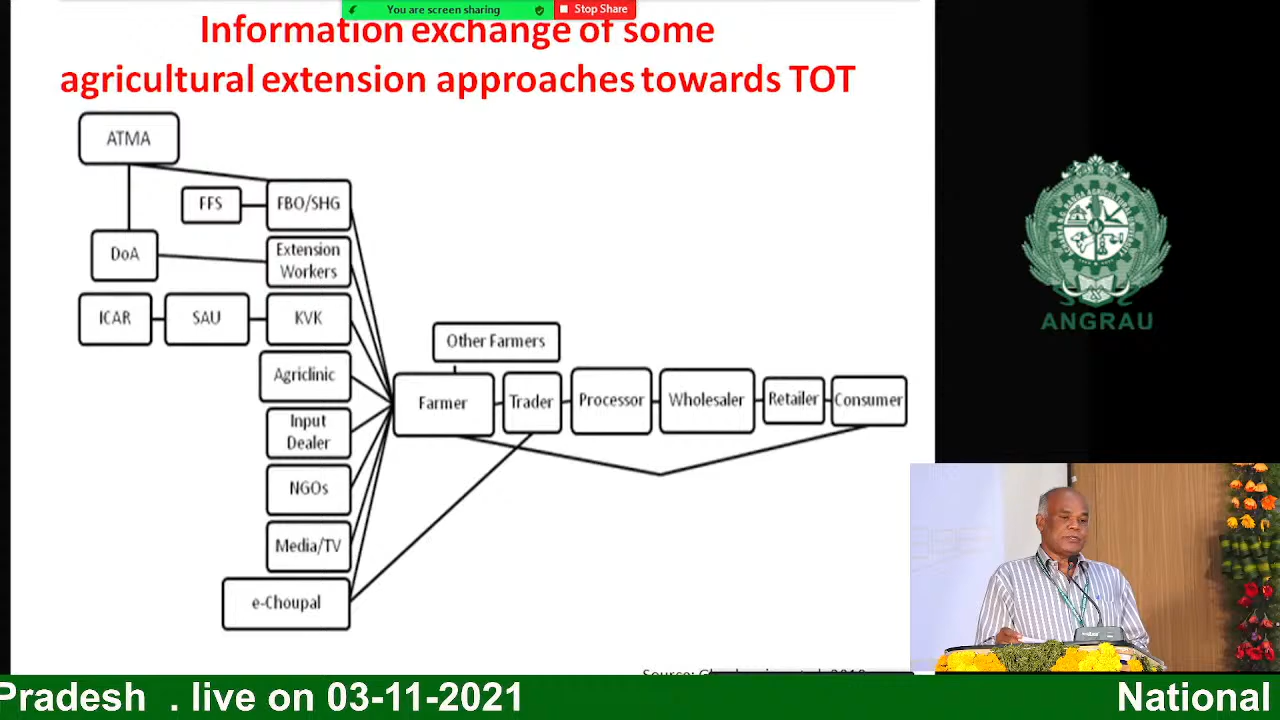 You are screen sharing
Stop Share
Information exchange of some
agricultural extension approaches towards TOT
ATMA
FFS
FBO/SHG
DoA
Extension
Workers
ICAR
SAU
KVK
Other Farmers
Agriclinic
Farmer
Trader
Processor
Wholesaler
Retailer
Consumer
Input
Dealer
NGOs
Media/TV
e-Choupal
ANGRAU
Pradesh . live on 03-11-2021
National